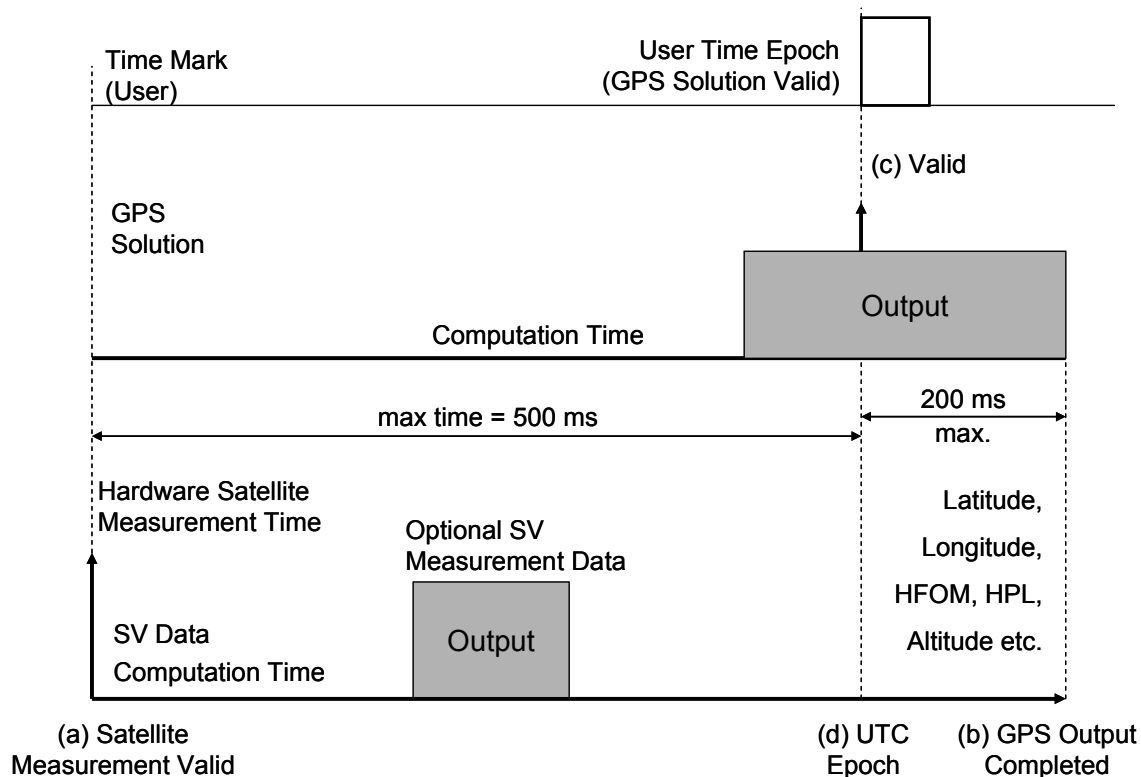 Time Mark
(User)
User Time Epoch
(GPS Solution Valid)
(c) Valid
GPS
Solution
Output
Computation Time
max time = 500 ms
200 ms
max.
Hardware Satellite
Measurement Time
Optional SV
Measurement Data
Latitude,
Longitude,
HFOM, HPL,
Altitude etc.
SV Data
Computation Time
Output
(a) Satellite
Measurement Valid
(d) UTC
Epoch
(b) GPS Output
Completed